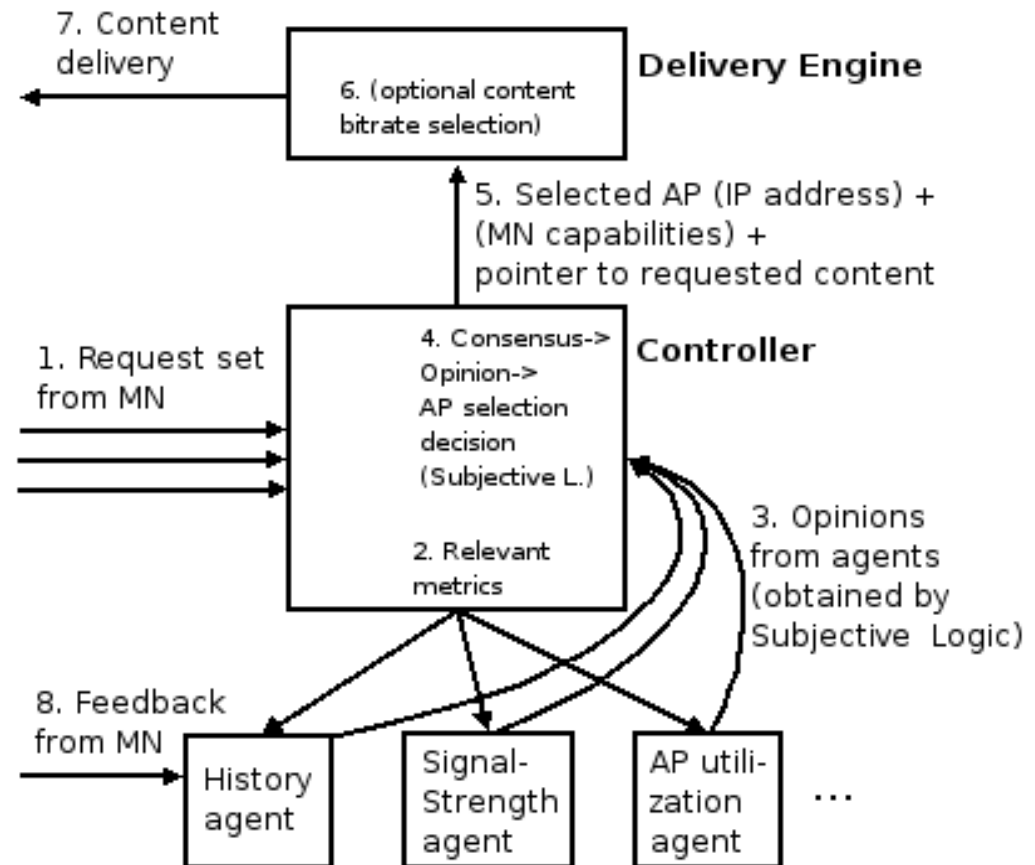 7. Content
delivery
6. (optional content
bitrate selection)
Delivery Engine
5. Selected AP (IP address) +
(MN capabilities) +
pointer to requested content
1. Request set
from MN
4. Consensus->
Opinion->
AP selection
decision
(Subjective L.)
2. Relevant
metrics
Controller
3. Opinions
from agents
(obtained by
Subjective Logic)
8. Feedback
from MN
History
agent
Signal-
Strength
agent
AP utili-
zation
agent
...